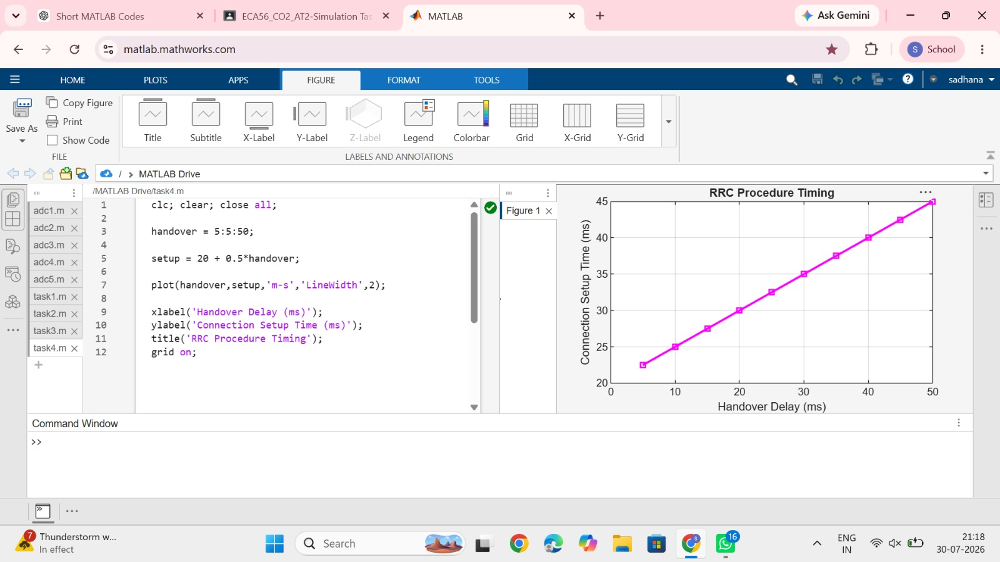 Short MATLAB Codes
ECA56_CO2_AT2-Simulation Tas
MATLAB
Ask Gemini
matlab.mathworks.com
S School
HOME PLOTS APPS FIGURE FORMAT TOOLS
? sadhana
Save As
Copy Figure
Print
Show Code
FILE
Title Subtitle X-Label Y-Label Z-Label Legend Colorbar Grid X-Grid Y-Grid
LABELS AND ANNOTATIONS
/ › MATLAB Drive
adc1.m
adc2.m
adc3.m
adc4.m
adc5.m
task1.m
task2.m
task3.m
task4.m
/MATLAB Drive/task4.m
1 clc; clear; close all;
2
3 handover = 5:5:50;
4
5 setup = 20 + 0.5*handover;
6
7 plot(handover,setup,'m-s','LineWidth',2);
8
9 xlabel('Handover Delay (ms)');
10 ylabel('Connection Setup Time (ms)');
11 title('RRC Procedure Timing');
12 grid on;
Figure 1
RRC Procedure Timing
Connection Setup Time (ms)
45
40
35
30
25
20
0 10 20 30 40 50
Handover Delay (ms)
Command Window
>>
7
Thunderstorm w...
In effect
Search
S
16
ENG
IN
21:18
30-07-2026